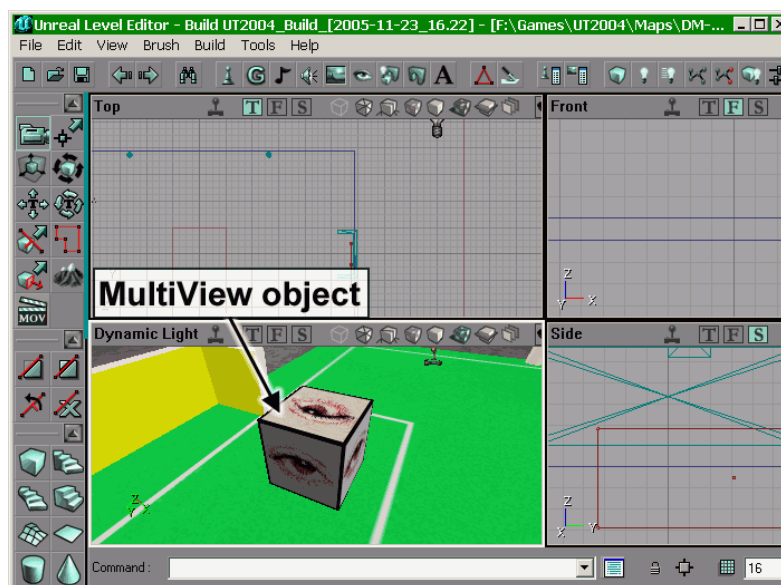 Unreal Level Editor - Build UT2004_Build_[2005-11-23_16.22] - [F:\Games\UT2004\Maps\DM-...
File Edit View Brush Build Tools Help
Top T F S
Front T F S
MultiView object
Z
Y X
MOV
Dynamic Light T F S
Side T F S
Z
Y X
Z
X Y
Command :
16